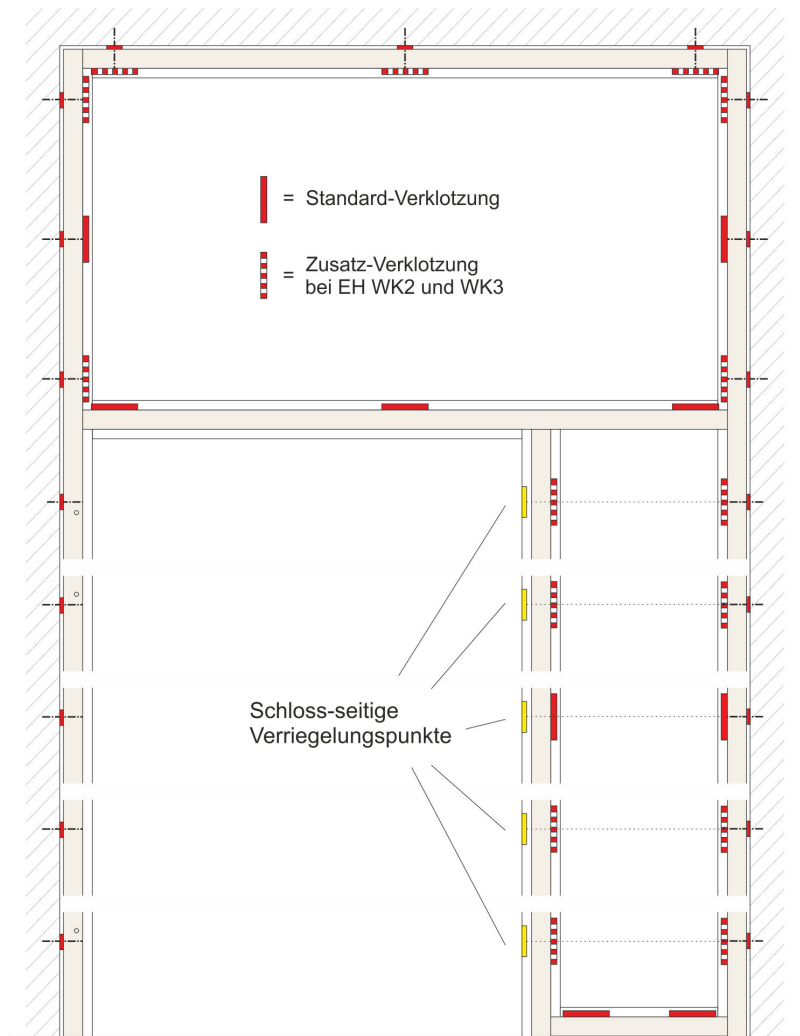 = Standard-Verklotzung
= Zusatz-Verklotzung
bei EH WK2 und WK3
Schloss-seitige
Verriegelungspunkte